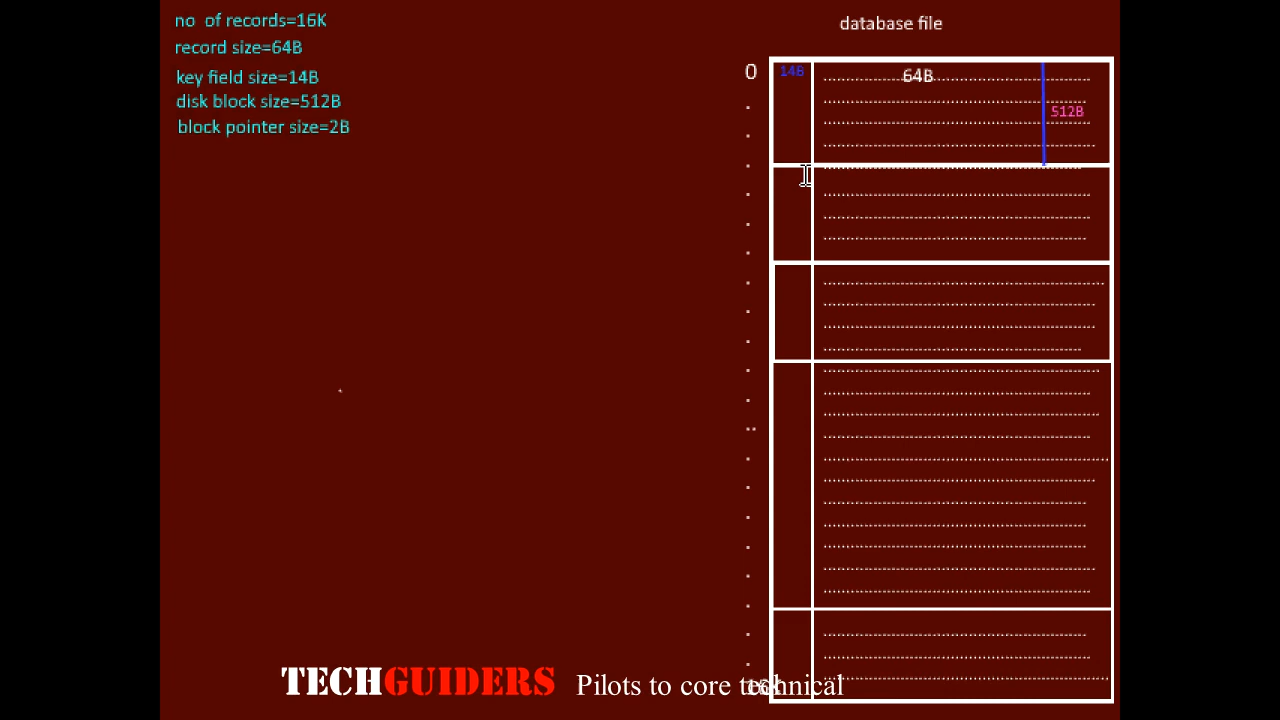 no of records=16K
record size=64B
key field size=14B
disk block size=512B
block pointer size=2B
database file
0
14B
64B
512B
TECHGUIDERS
Pilots to core technical